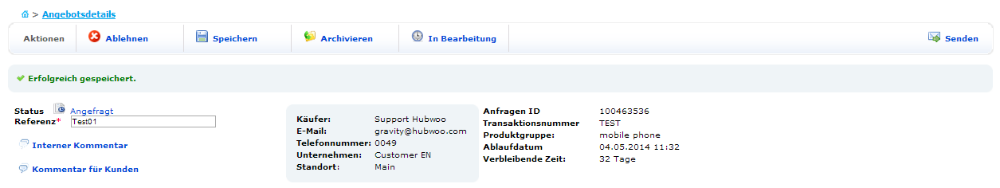 > Angebotsdetails
Aktionen Ablehnen Speichern Archivieren In Bearbeitung Senden
Erfolgreich gespeichert.
Status Angefragt
Referenz* Test01
Interner Kommentar
Kommentar für Kunden
Käufer: Support Hubwoo
E-Mail: gravity@hubwoo.com
Telefonnummer: 0049
Unternehmen: Customer EN
Standort: Main
Anfragen ID 100463536
Transaktionsnummer TEST
Produktgruppe: mobile phone
Ablaufdatum 04.05.2014 11:32
Verbleibende Zeit: 32 Tage